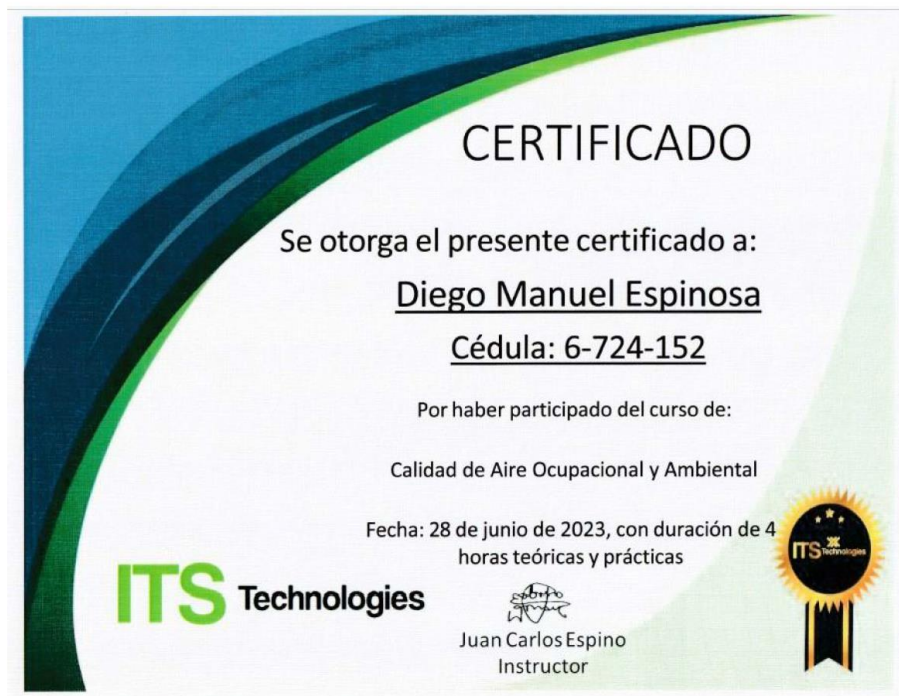 CERTIFICADO
Se otorga el presente certificado a:
Diego Manuel Espinosa
Cédula: 6-724-152
Por haber participado del curso de:
Calidad de Aire Ocupacional y Ambiental
Fecha: 28 de junio de 2023, con duración de 4
horas teóricas y prácticas
ITS Technologies
ITS Technologies
Juan Carlos Espino
Instructor